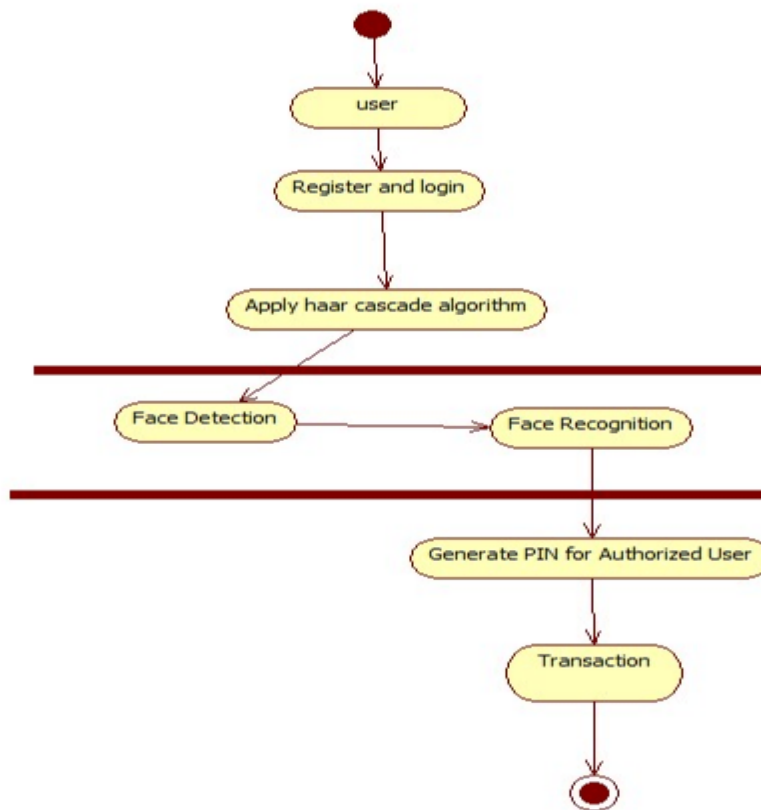 user
Register and login
Apply haar cascade algorithm
Face Detection
Face Recognition
Generate PIN for Authorized User
Transaction